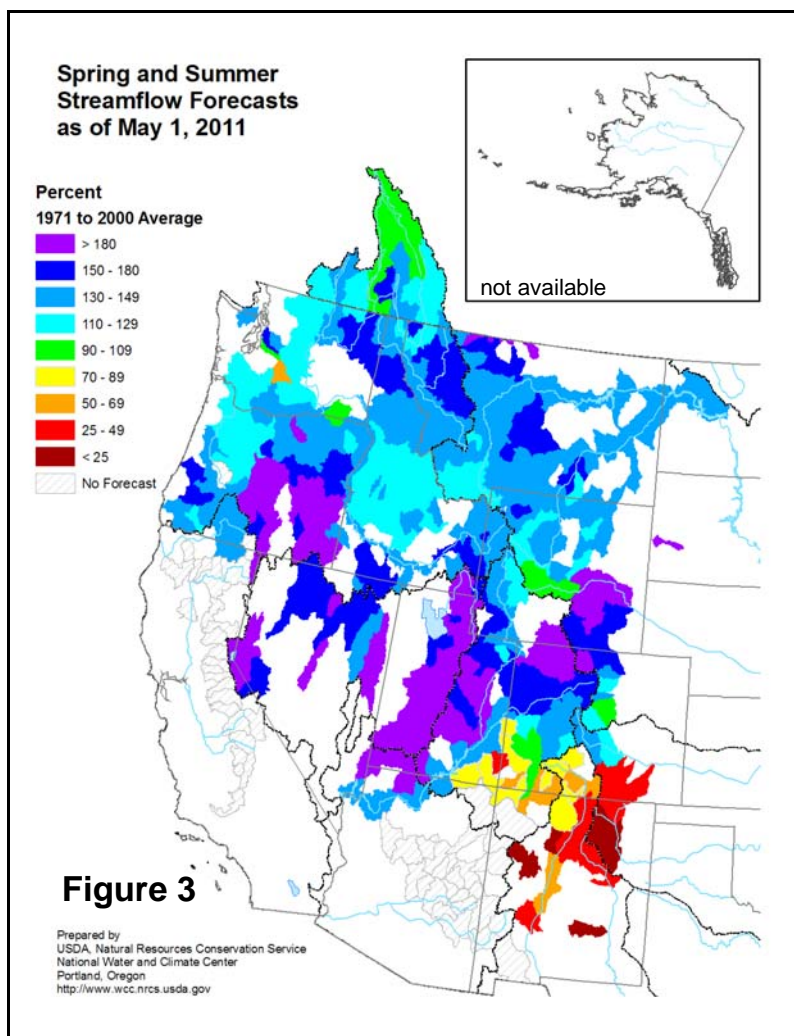 Spring and Summer
Streamflow Forecasts
as of May 1, 2011
not available
Percent
1971 to 2000 Average
> 180
150 - 180
130 - 149
110 - 129
90 - 109
70 - 89
50 - 69
25 - 49
< 25
No Forecast
Figure 3
Prepared by
USDA, Natural Resources Conservation Service
National Water and Climate Center
Portland, Oregon
http://www.wcc.nrcs.usda.gov